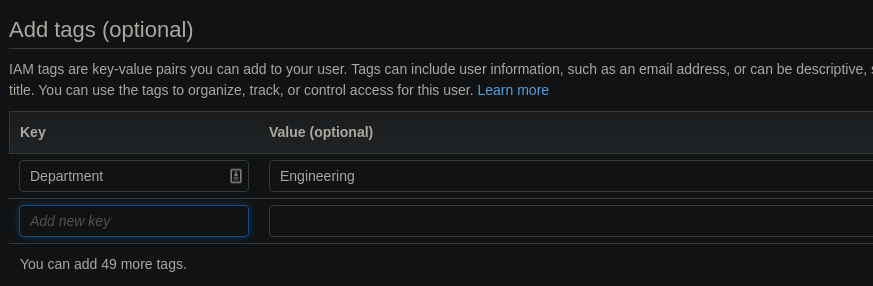 Add tags (optional)
IAM tags are key-value pairs you can add to your user. Tags can include user information, such as an email address, or can be descriptive,
title. You can use the tags to organize, track, or control access for this user. Learn more
Key Value (optional)
Department Engineering
Add new key
You can add 49 more tags.